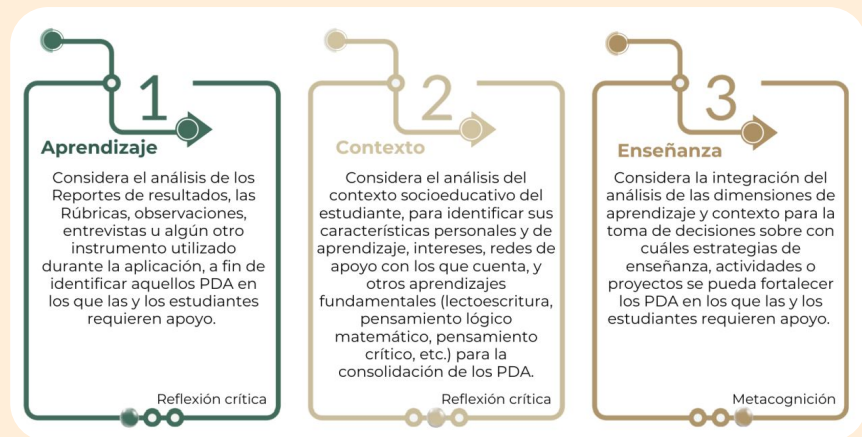 1
Aprendizaje
Considera el análisis de los
Reportes de resultados, las
Rúbricas, observaciones,
entrevistas u algún otro
instrumento utilizado
durante la aplicación, a fin de
identificar aquellos PDA en
los que las y los estudiantes
requieren apoyo.
Reflexión crítica
2
Contexto
Considera el análisis del
contexto socioeducativo del
estudiante, para identificar sus
características personales y de
aprendizaje, intereses, redes de
apoyo con los que cuenta, y
otros aprendizajes
fundamentales (lectoescritura,
pensamiento lógico
matemático, pensamiento
crítico, etc.) para la
consolidación de los PDA.
Reflexión crítica
3
Enseñanza
Considera la integración del
análisis de las dimensiones de
aprendizaje y contexto para la
toma de decisiones sobre con
cuáles estrategias de
enseñanza, actividades o
proyectos se pueda fortalecer
los PDA en los que las y los
estudiantes requieren apoyo.
Metacognición